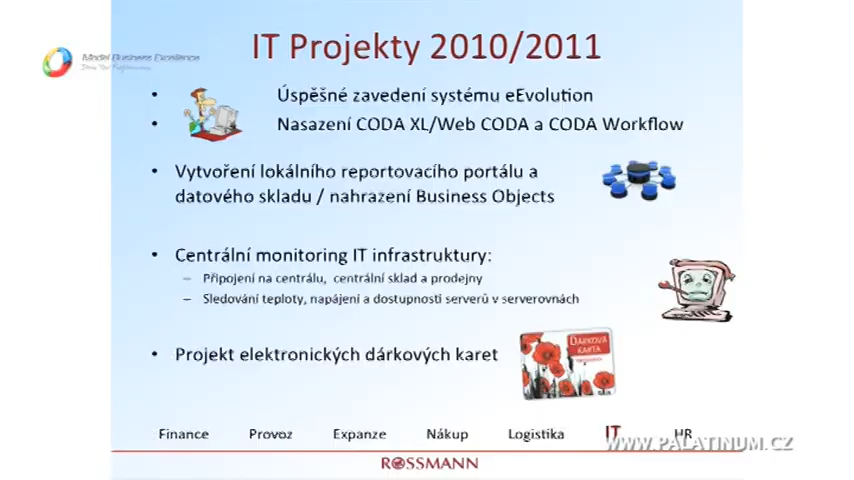 Model Business Excellence
IT Projekty 2010/2011
• Úspěšné zavedení systému eEvolution
• Nasazení CODA XL/Web CODA a CODA Workflow
• Vytvoření lokálního reportovacího portálu a
datového skladu / nahrazení Business Objects
• Centrální monitoring IT infrastruktury:
– Připojení na centrálu, centrální sklad a prodejny
– Sledování teploty, napájení a dostupnosti serverů v serverovnách
• Projekt elektronických dárkových karet
DÁRKOVÁ
KARTA
Finance Provoz Expanze Nákup Logistika IT HR
WWW.PALATINUM.CZ
ROSSMANN